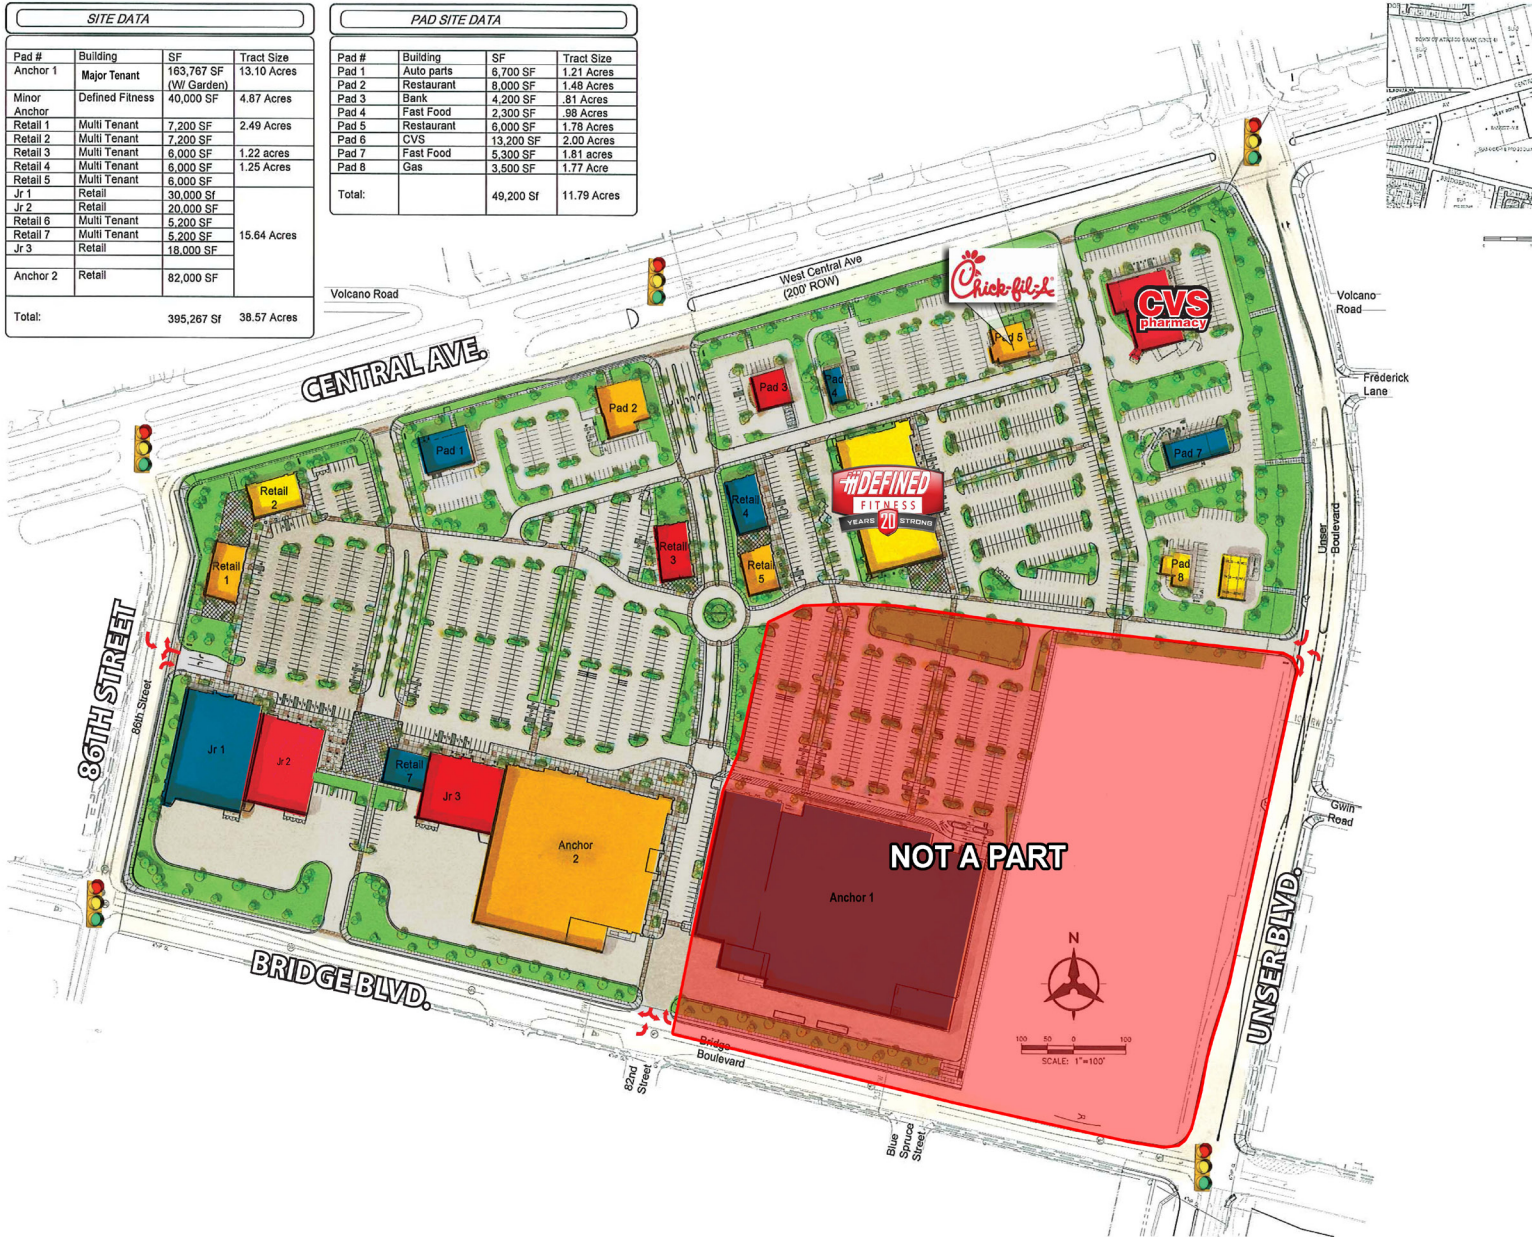 SITE DATA
Pad # Building SF Tract Size
Anchor 1 Major Tenant 163,767 SF (W/ Garden) 13.10 Acres
Minor Anchor Defined Fitness 40,000 SF 4.87 Acres
Retail 1 Multi Tenant 7,200 SF 2.49 Acres
Retail 2 Multi Tenant 7,200 SF
Retail 3 Multi Tenant 6,000 SF 1.22 acres
Retail 4 Multi Tenant 6,000 SF 1.25 Acres
Retail 5 Multi Tenant 6,000 SF
Jr 1 Retail 30,000 Sf
Jr 2 Retail 20,000 SF
Retail 6 Multi Tenant 5,200 SF
Retail 7 Multi Tenant 5,200 SF 15.64 Acres
Jr 3 Retail 18,000 SF
Anchor 2 Retail 82,000 SF
Total: 395,267 Sf 38.57 Acres
PAD SITE DATA
Pad # Building SF Tract Size
Pad 1 Auto parts 6,700 SF 1.21 Acres
Pad 2 Restaurant 8,000 SF 1.48 Acres
Pad 3 Bank 4,200 SF .81 Acres
Pad 4 Fast Food 2,300 SF .98 Acres
Pad 5 Restaurant 6,000 SF 1.78 Acres
Pad 6 CVS 13,200 SF 2.00 Acres
Pad 7 Fast Food 5,300 SF 1.81 acres
Pad 8 Gas 3,500 SF 1.77 Acre
Total: 49,200 Sf 11.79 Acres
Volcano Road
West Central Ave
(200' ROW)
CENTRAL AVE.
Chick-fil-A
CVS
pharmacy
Volcano
Road
Frederick
Lane
Pad 5
Pad 3
Pad
4
Pad 2
Pad 1
Pad 7
Retail
2
Retail
4
DEFINED
FITNESS
YEARS 20 STRONG
Retail
3
Retail
1
Retail
5
Pad
8
Unser
Boulevard
86TH STREET
86th Street
Jr 1
Jr 2
Retail
7
Jr 3
Anchor
2
NOT A PART
Anchor 1
Gwin
Road
UNSER BLVD.
BRIDGE BLVD.
N
100 50 0 100
SCALE: 1"=100'
Bridge
Boulevard
82nd
Street
Blue
Spruce
Street